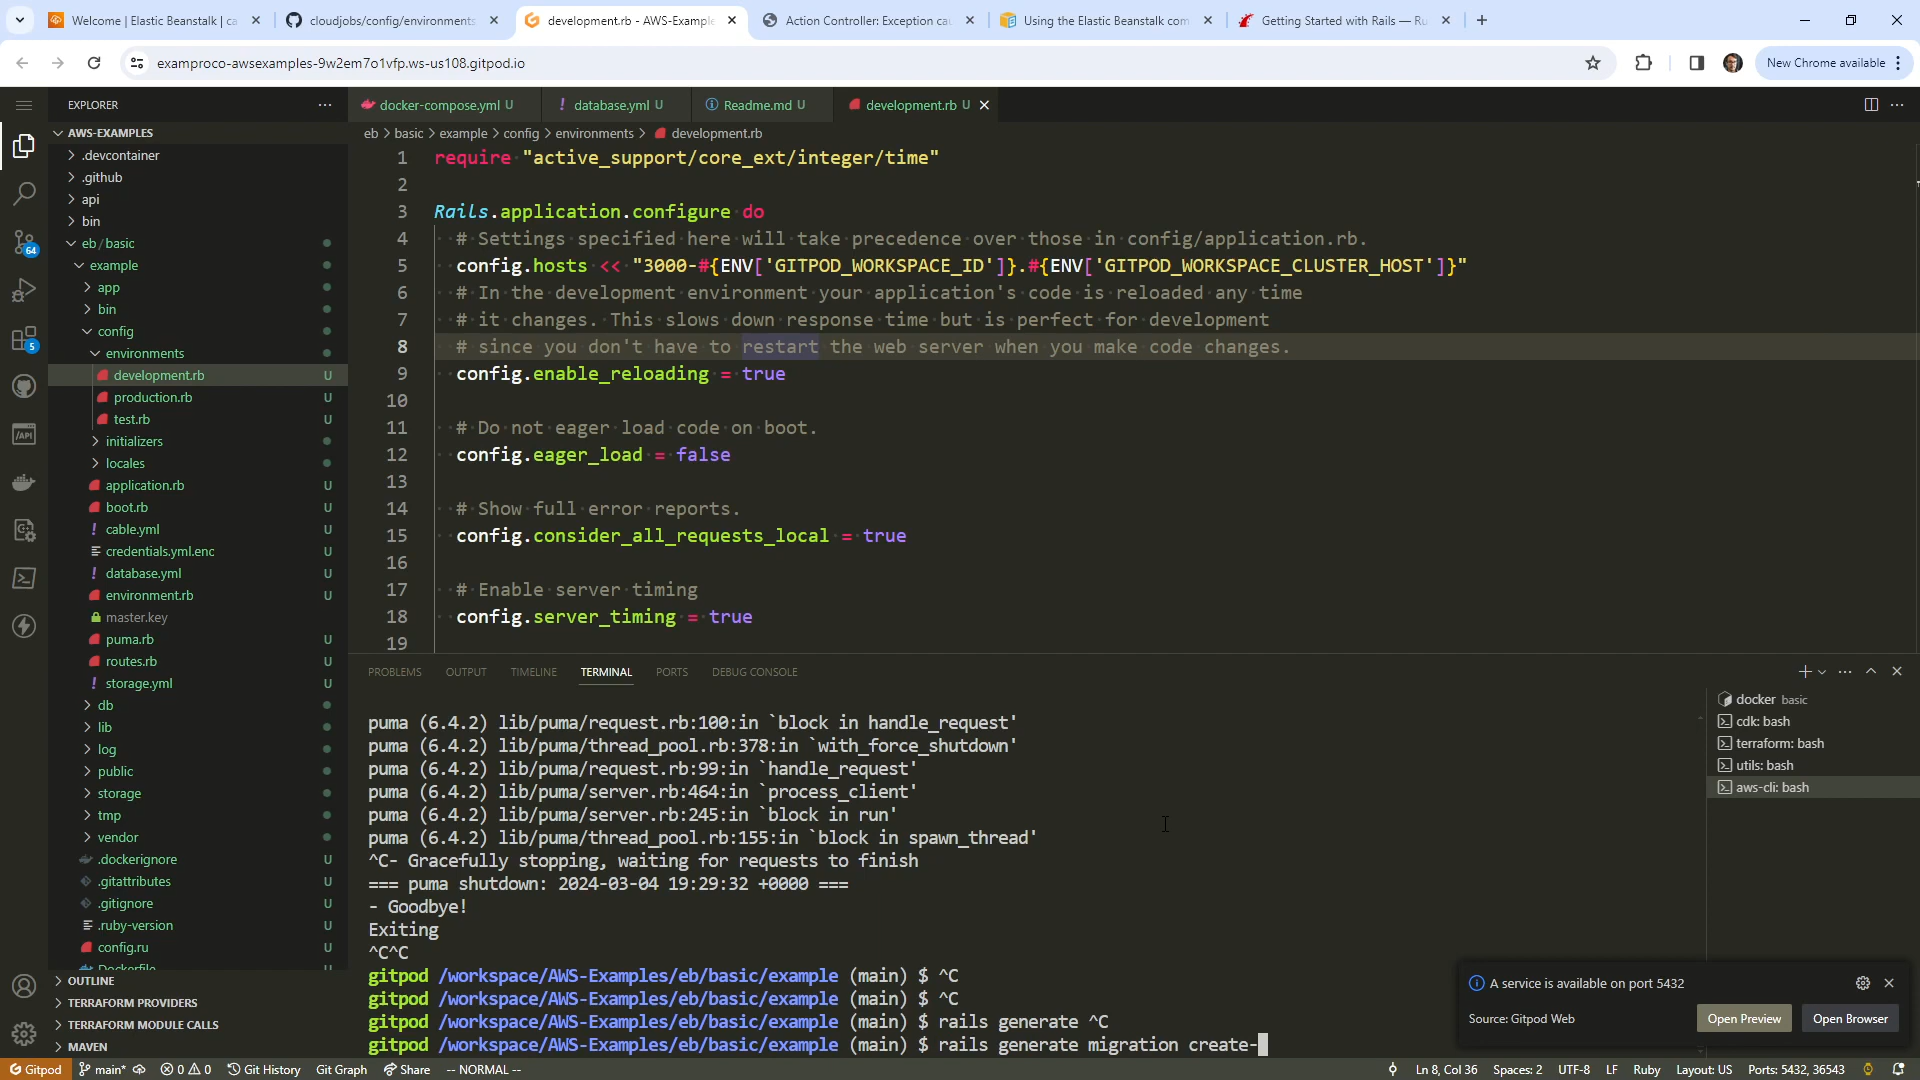 Welcome | Elastic Beanstalk | ca
cloudjobs/config/environments
development.rb - AWS-Example
Action Controller: Exception cau
Using the Elastic Beanstalk com
Getting Started with Rails — Ru
examproco-awsexamples-9w2em7o1vfp.ws-us108.gitpod.io
New Chrome available
EXPLORER
AWS-EXAMPLES
.devcontainer
.github
api
bin
eb/basic
example
app
bin
config
environments
development.rb U
production.rb U
test.rb U
initializers
locales
application.rb U
boot.rb U
cable.yml U
credentials.yml.enc U
database.yml U
environment.rb U
master.key
puma.rb U
routes.rb U
storage.yml U
db
lib
log
public
storage
tmp
vendor
.dockerignore U
.gitattributes U
.gitignore U
.ruby-version U
config.ru U
Dockerfile U
OUTLINE
TERRAFORM PROVIDERS
TERRAFORM MODULE CALLS
MAVEN
64
5
docker-compose.yml U
database.yml U
Readme.md U
development.rb U
eb > basic > example > config > environments > development.rb
1 require "active_support/core_ext/integer/time"
2
3 Rails.application.configure do
4 # Settings specified here will take precedence over those in config/application.rb.
5 config.hosts << "3000-#{ENV['GITPOD_WORKSPACE_ID']}.#{ENV['GITPOD_WORKSPACE_CLUSTER_HOST']}"
6 # In the development environment your application's code is reloaded any time
7 # it changes. This slows down response time but is perfect for development
8 # since you don't have to restart the web server when you make code changes.
9 config.enable_reloading = true
10
11 # Do not eager load code on boot.
12 config.eager_load = false
13
14 # Show full error reports.
15 config.consider_all_requests_local = true
16
17 # Enable server timing
18 config.server_timing = true
19
PROBLEMS OUTPUT TIMELINE TERMINAL PORTS DEBUG CONSOLE
puma (6.4.2) lib/puma/request.rb:100:in `block in handle_request'
puma (6.4.2) lib/puma/thread_pool.rb:378:in `with_force_shutdown'
puma (6.4.2) lib/puma/request.rb:99:in `handle_request'
puma (6.4.2) lib/puma/server.rb:464:in `process_client'
puma (6.4.2) lib/puma/server.rb:245:in `block in run'
puma (6.4.2) lib/puma/thread_pool.rb:155:in `block in spawn_thread'
^C- Gracefully stopping, waiting for requests to finish
=== puma shutdown: 2024-03-04 19:29:32 +0000 ===
- Goodbye!
Exiting
^C^C
gitpod /workspace/AWS-Examples/eb/basic/example (main) $ ^C
gitpod /workspace/AWS-Examples/eb/basic/example (main) $ ^C
gitpod /workspace/AWS-Examples/eb/basic/example (main) $ rails generate ^C
gitpod /workspace/AWS-Examples/eb/basic/example (main) $ rails generate migration create-
docker basic
cdk: bash
terraform: bash
utils: bash
aws-cli: bash
A service is available on port 5432
Source: Gitpod Web
Open Preview
Open Browser
Gitpod main* 0 0 Git History Git Graph Share -- NORMAL -- Ln 8, Col 36 Spaces: 2 UTF-8 LF Ruby Layout: US Ports: 5432, 36543